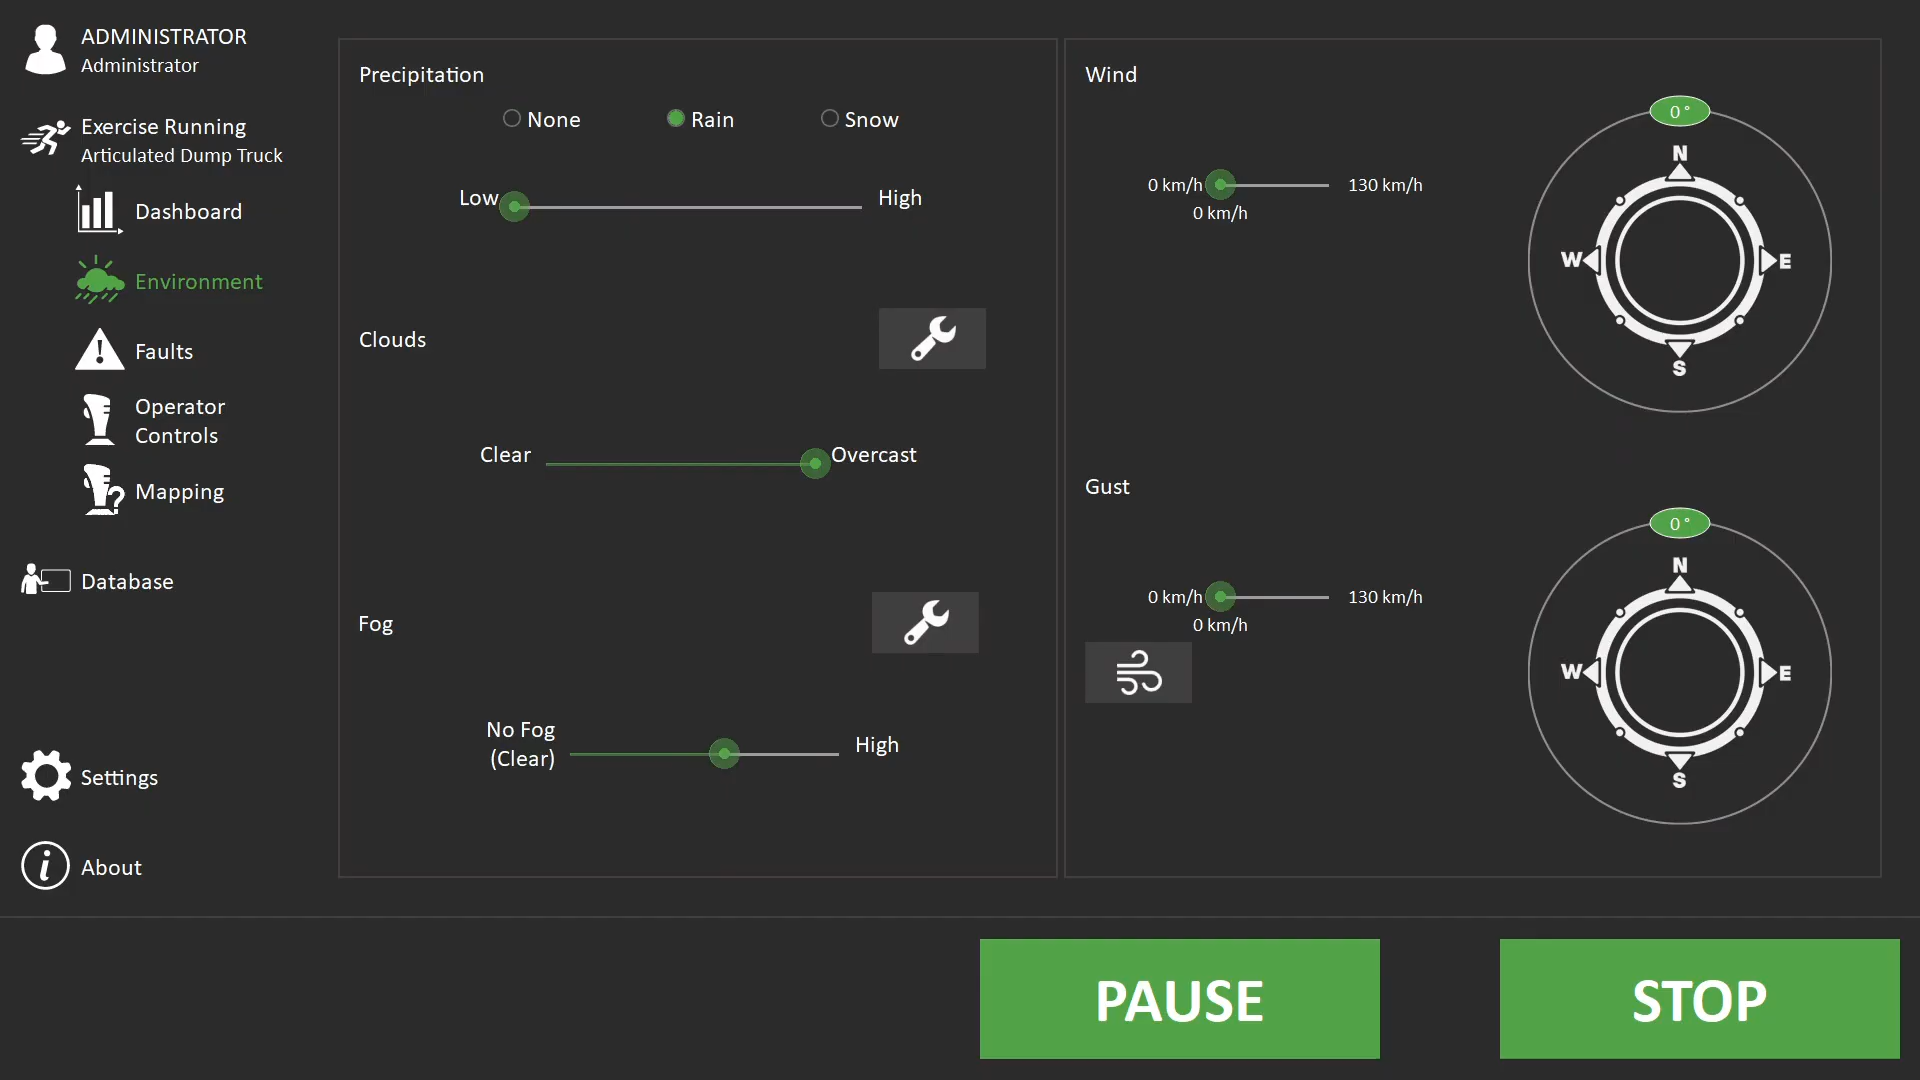 ADMINISTRATOR
Administrator
Exercise Running
Articulated Dump Truck
Dashboard
Environment
Faults
Operator
Controls
Mapping
Database
Settings
About
Precipitation
None
Rain
Snow
Low
High
Clouds
Clear
Overcast
Fog
No Fog
(Clear)
High
Wind
0 km/h
130 km/h
0 km/h
0 °
N
W
E
S
Gust
0 km/h
130 km/h
0 km/h
0 °
N
W
E
S
PAUSE
STOP